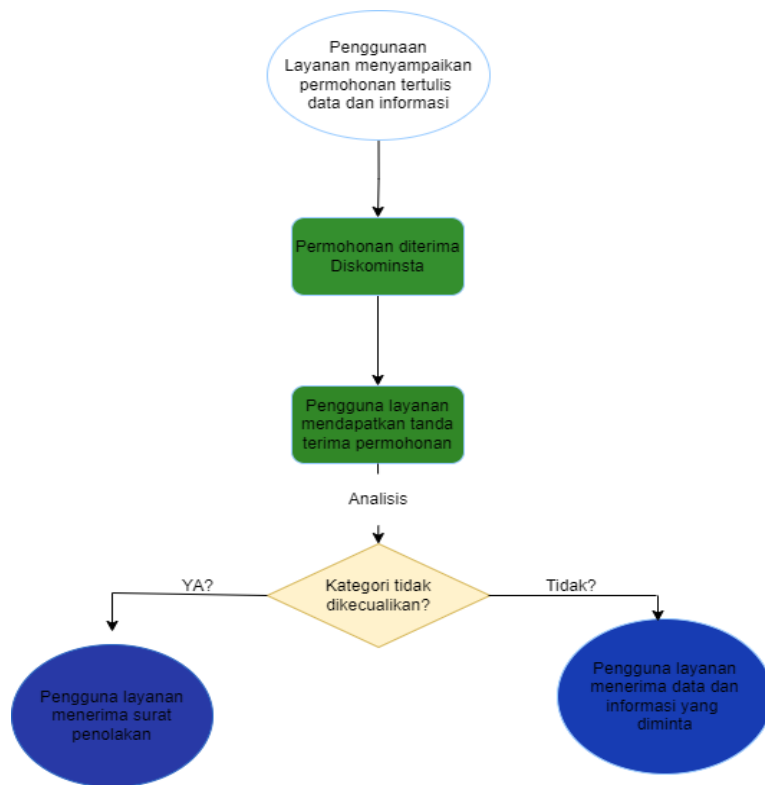 Penggunaan
Layanan menyampaikan
permohonan tertulis
data dan informasi
Permohonan diterima
Diskominsta
Pengguna layanan
mendapatkan tanda
terima permohonan
Analisis
YA?
Kategori tidak
dikecualikan?
Tidak?
Pengguna layanan
menerima surat
penolakan
Pengguna layanan
menerima data dan
informasi yang
diminta